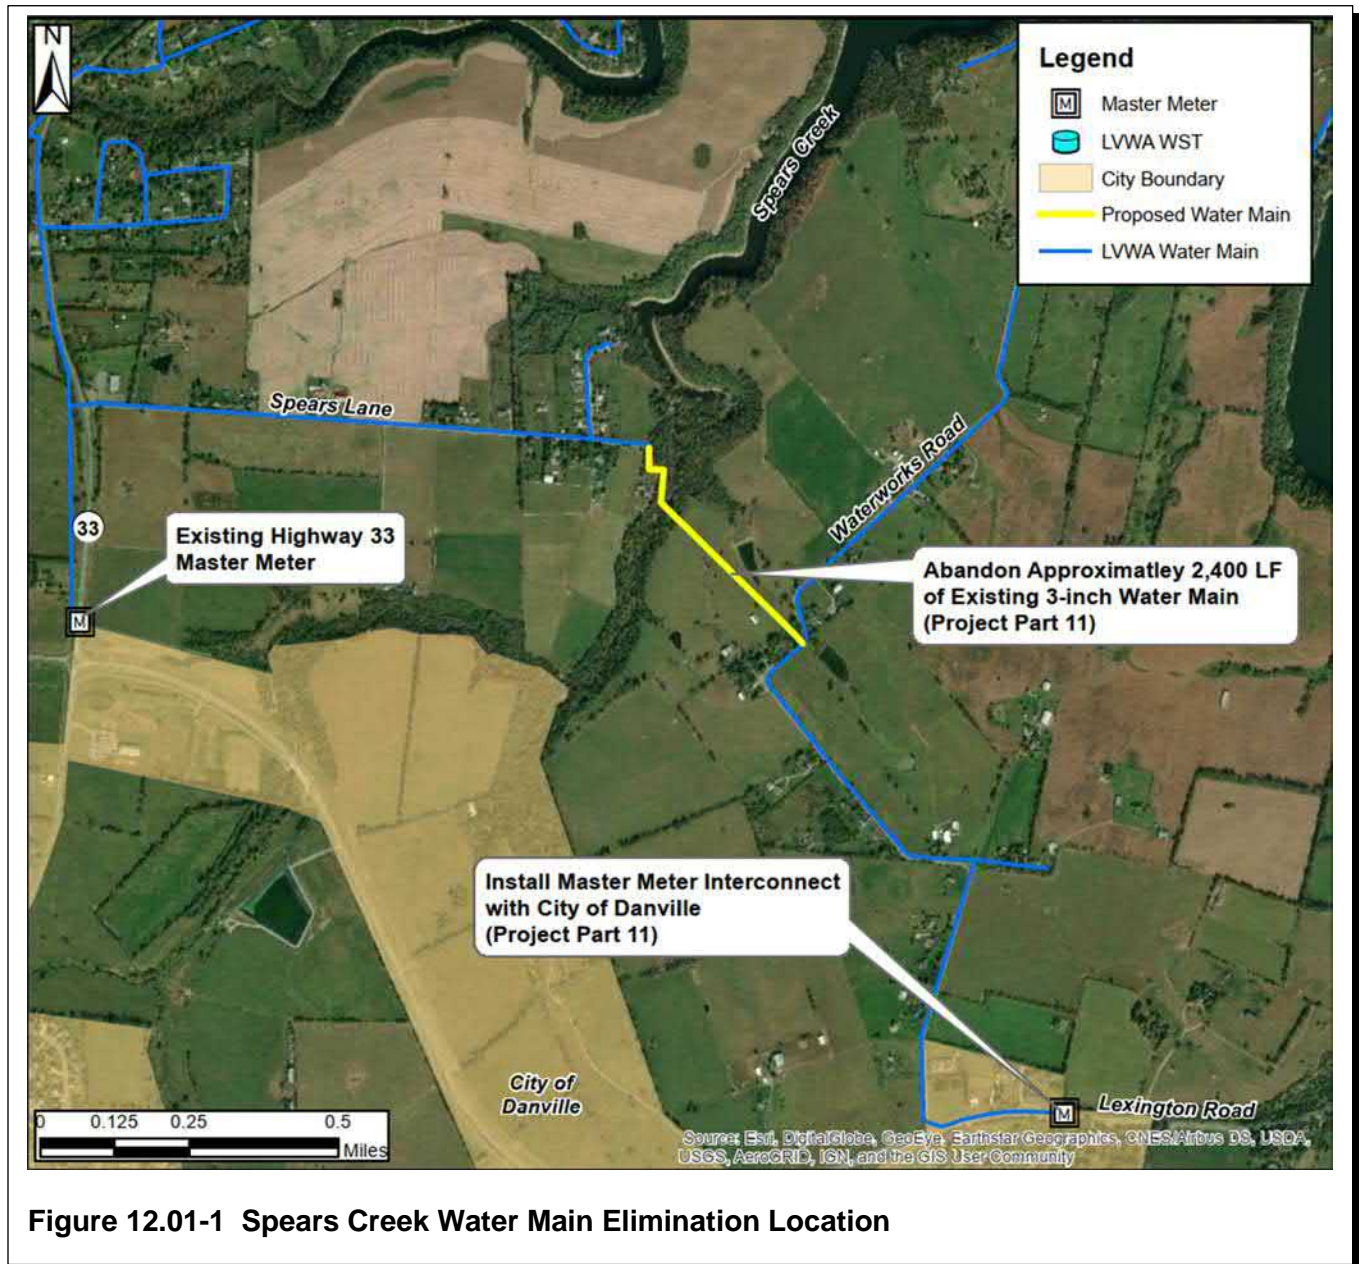 N
Legend
M Master Meter
LVWA WST
City Boundary
Proposed Water Main
LVWA Water Main
Spears Creek
Spears Lane
Waterworks Road
33
Existing Highway 33
Master Meter
M
Abandon Approximatley 2,400 LF
of Existing 3-inch Water Main
(Project Part 11)
Install Master Meter Interconnect
with City of Danville
(Project Part 11)
City of
Danville
M
Lexington Road
0 0.125 0.25 0.5
Miles
Source: Esri, DigitalGlobe, GeoEye, Earthstar Geographics, CNES/Airbus DS, USDA,
USGS, AeroGRID, IGN, and the GIS User Community
Figure 12.01-1 Spears Creek Water Main Elimination Location